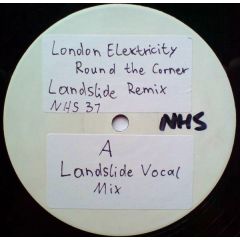 London Elextricity
Round the Corner
Landslide Remix
NHS 37
NHS
A
Landslide Vocal
Mix